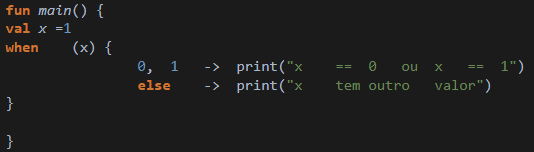 fun main() {
val x =1
when (x) {
0, 1 -> print("x == 0 ou x == 1")
else -> print("x tem outro valor")
}
}